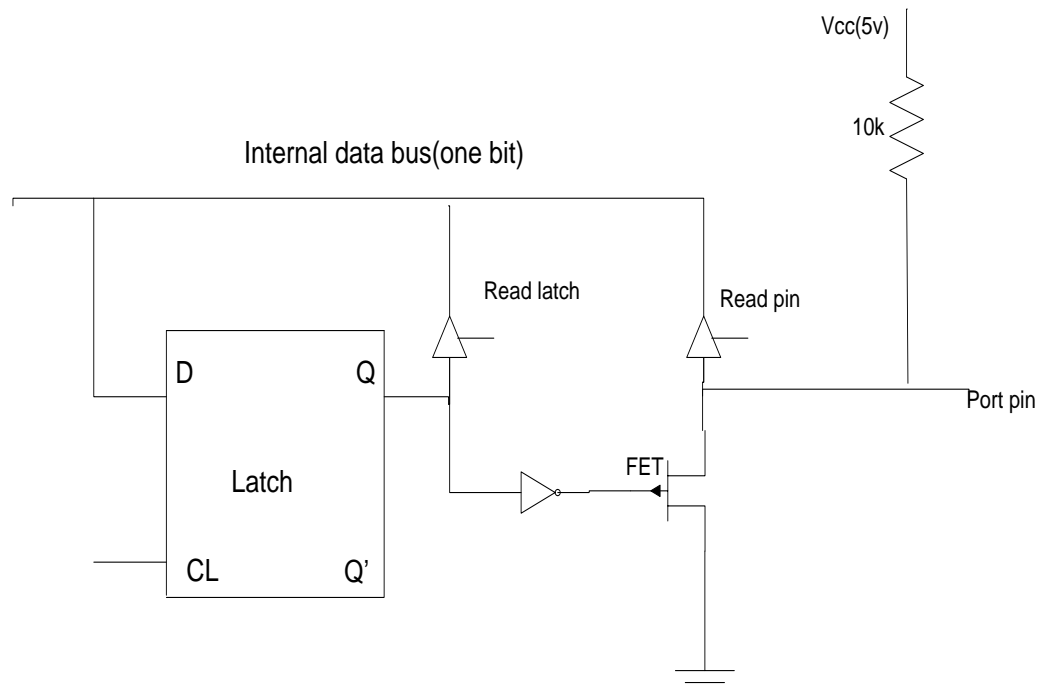 Vcc(5v)
10k
Internal data bus(one bit)
Read latch
Read pin
D
Q
Port pin
FET
Latch
CL
Q’